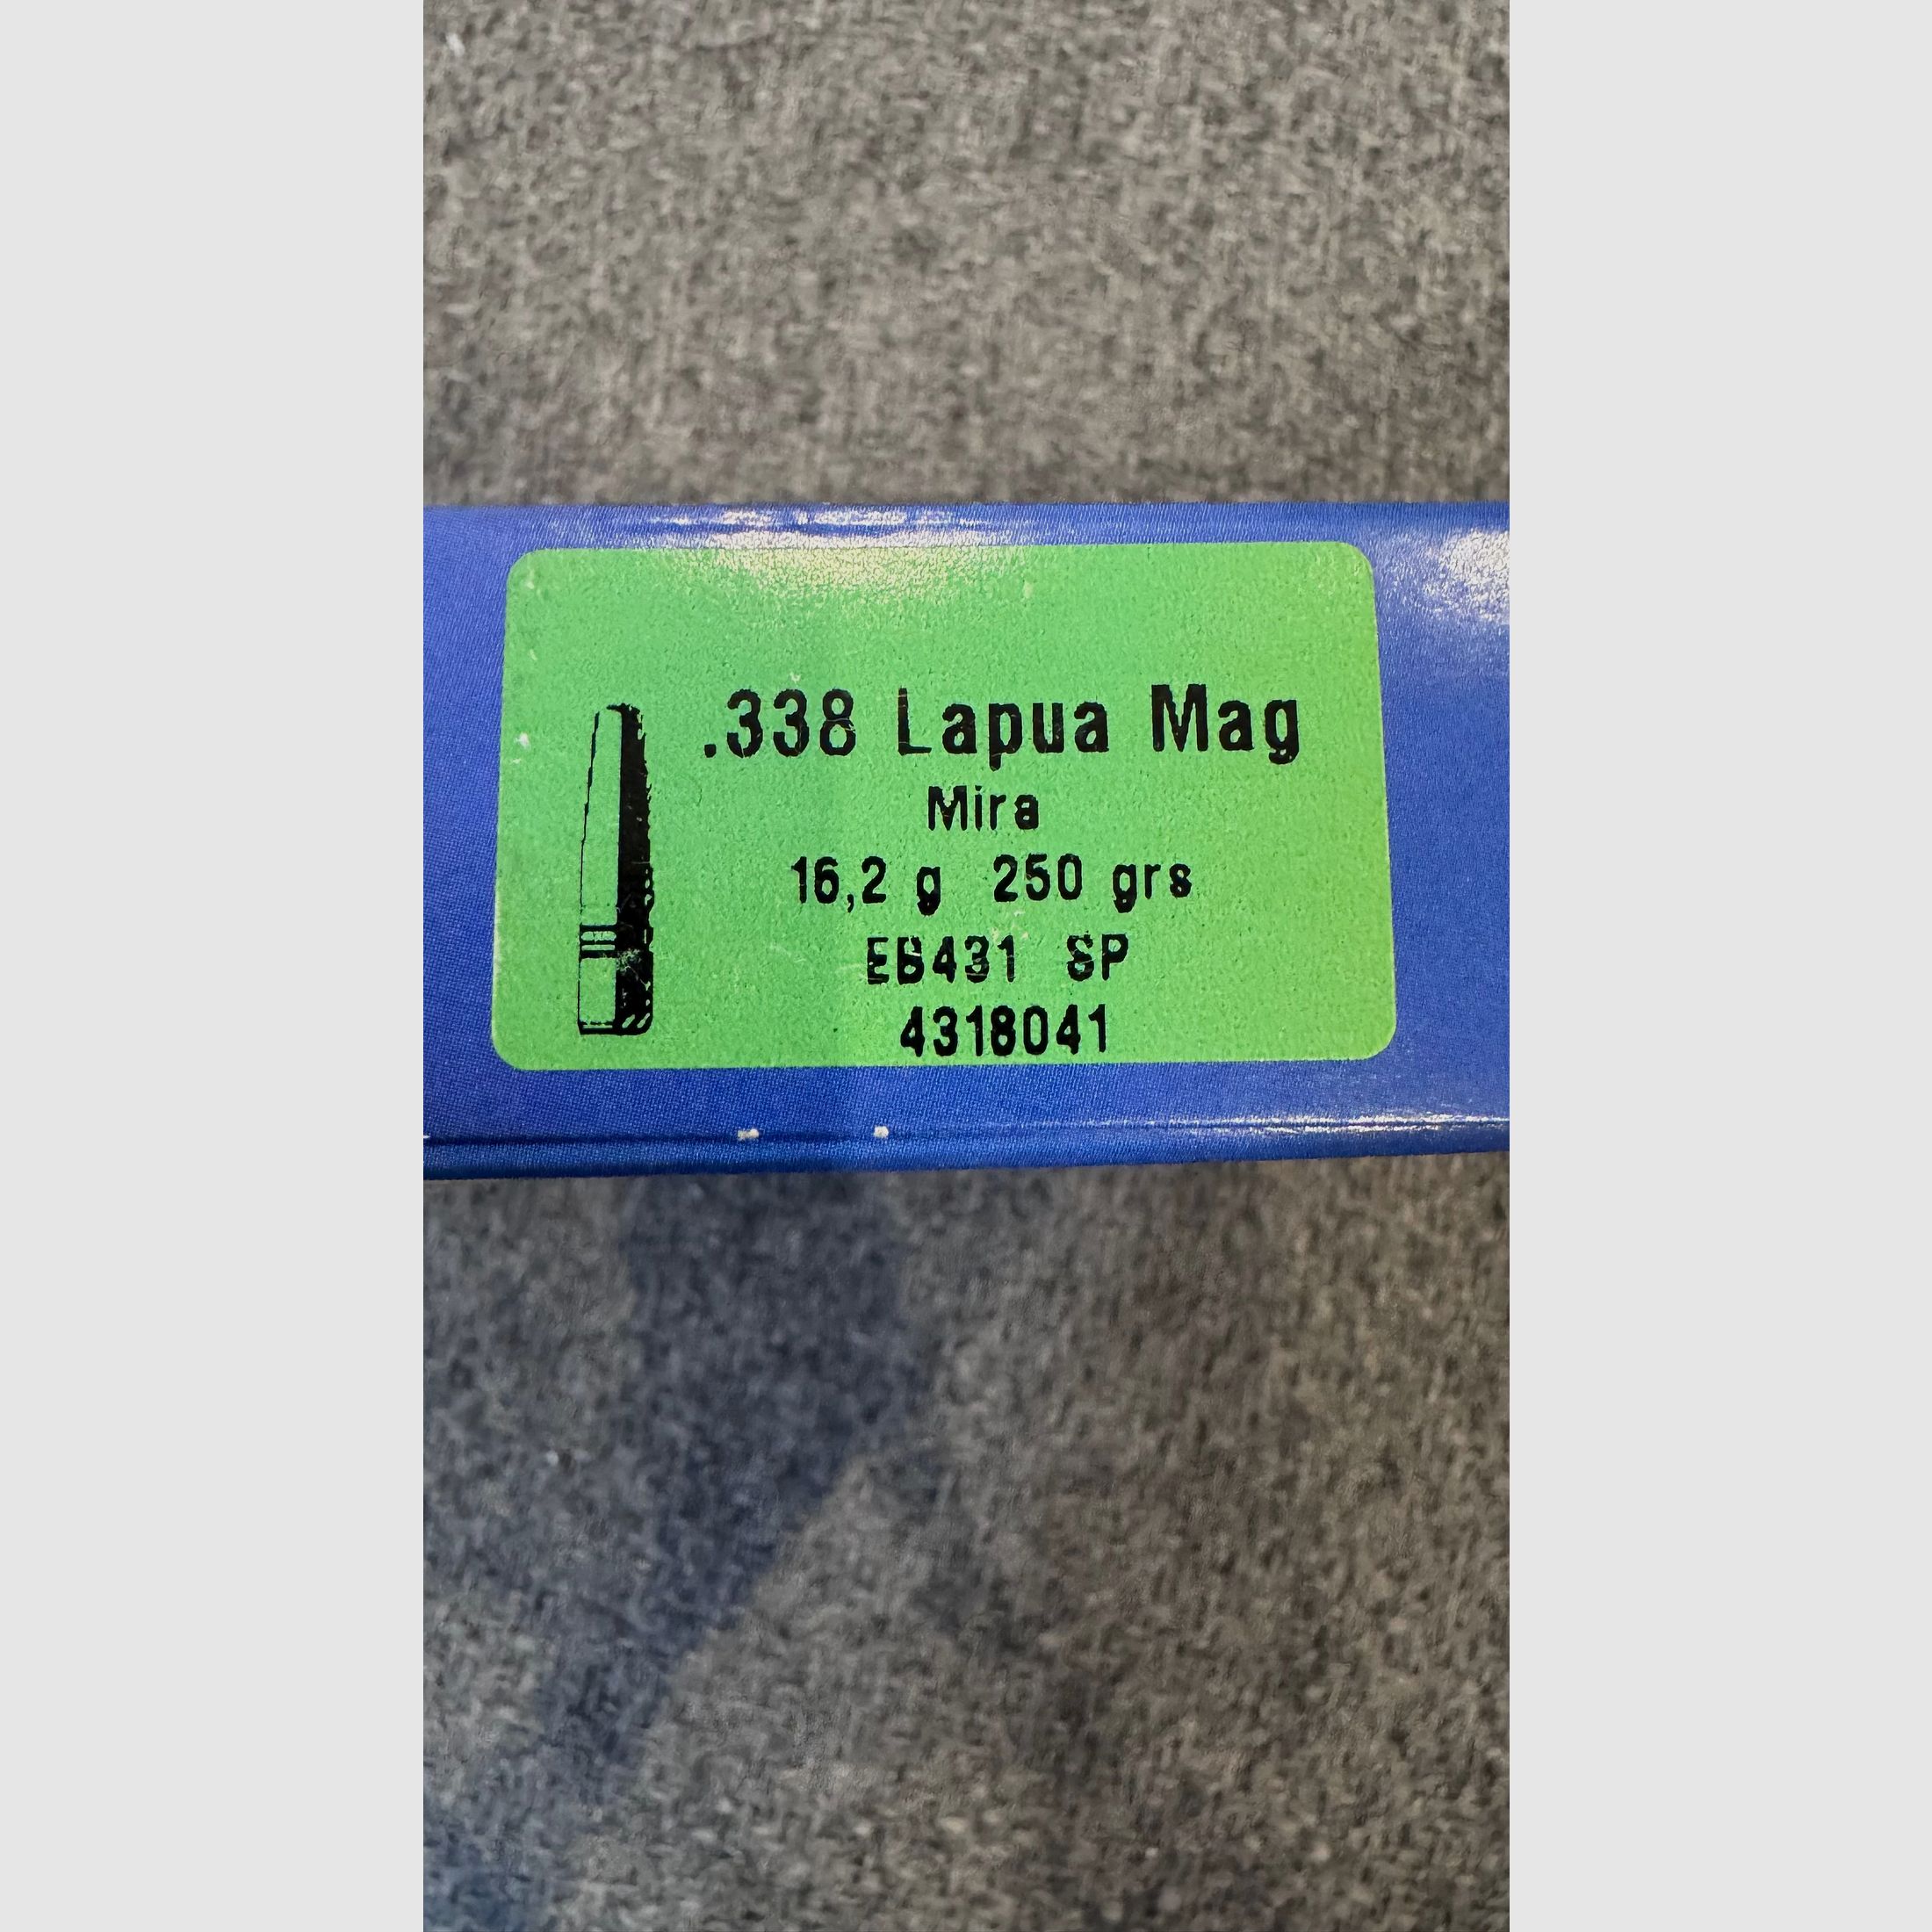 .338 Lapua Mag
Mira
16,2 g 250 grs
EB431 SP
4318041